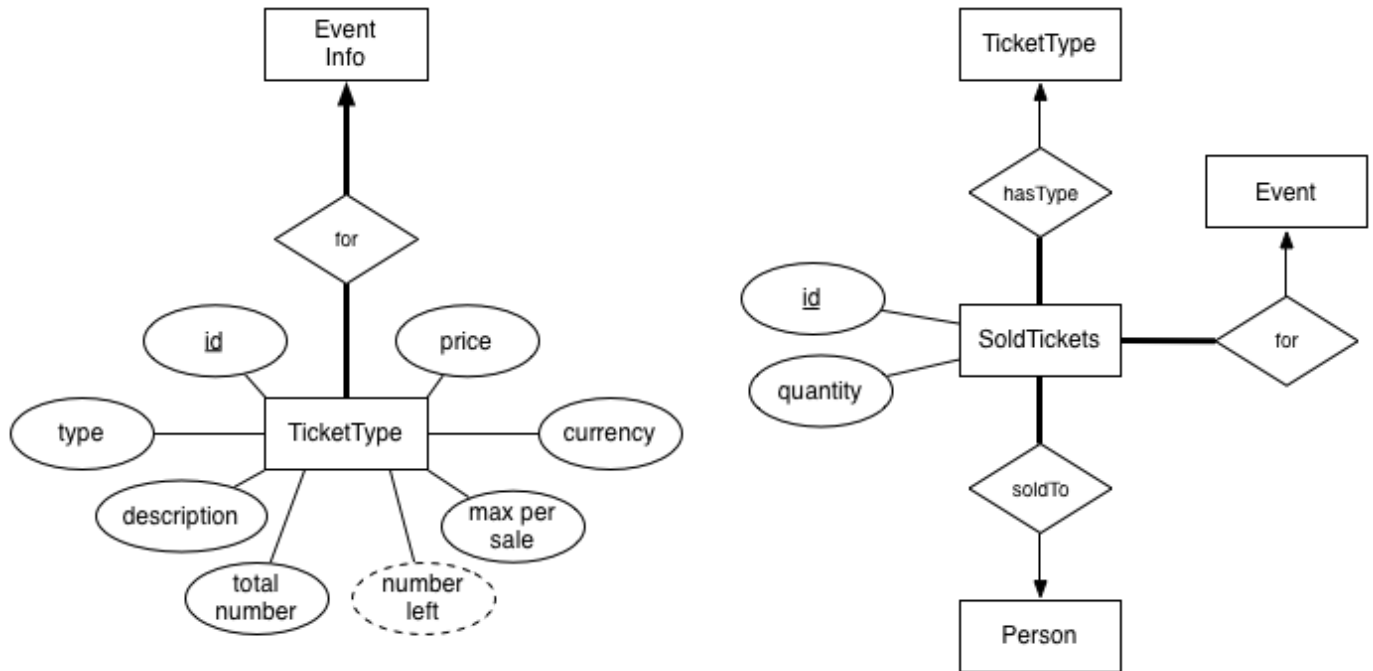 Event
Info
for
id
price
type
TicketType
currency
description
max per
sale
total
number
number
left
TicketType
hasType
Event
id
SoldTickets
for
quantity
soldTo
Person